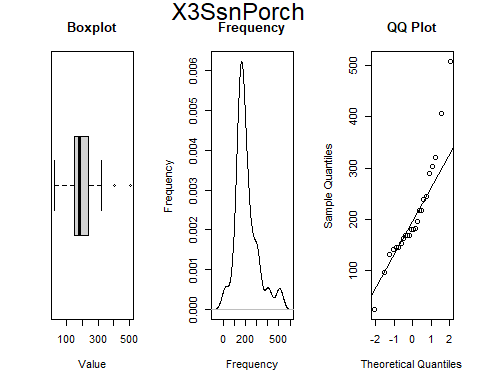 X3SsnPorch
Boxplot
Frequency
QQ Plot
100 300 500
Value
Frequency
0.000 0.001 0.002 0.003 0.004 0.005 0.006
0 200 400
Frequency
Sample Quantiles
100 200 300 400 500
-2 -1 0 1 2
Theoretical Quantiles